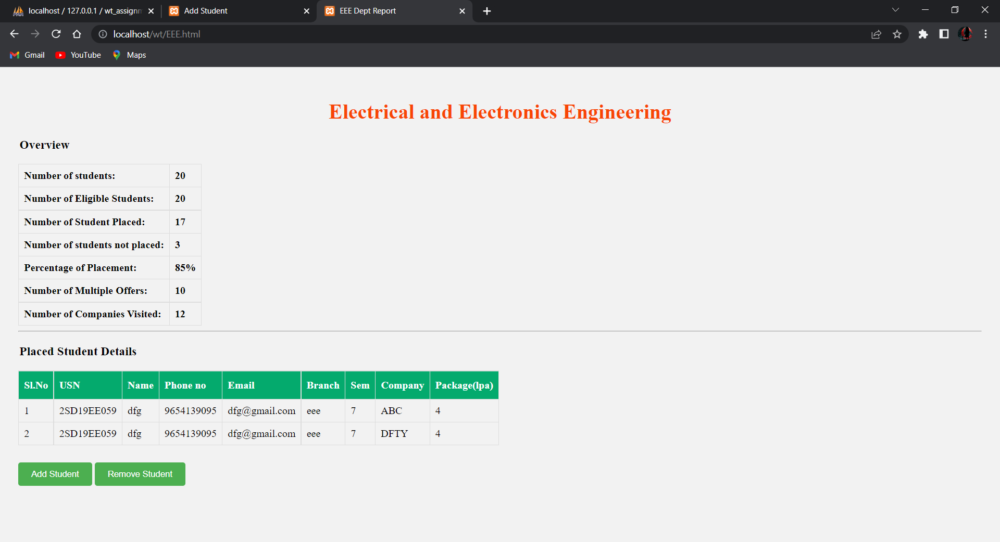 localhost / 127.0.0.1 / wt_assignm
Add Student
EEE Dept Report
localhost/wt/EEE.html
Gmail
YouTube
Maps
Electrical and Electronics Engineering
Overview
Number of students: 20
Number of Eligible Students: 20
Number of Student Placed: 17
Number of students not placed: 3
Percentage of Placement: 85%
Number of Multiple Offers: 10
Number of Companies Visited: 12
Placed Student Details
Sl.No USN Name Phone no Email Branch Sem Company Package(lpa)
1 2SD19EE059 dfg 9654139095 dfg@gmail.com eee 7 ABC 4
2 2SD19EE059 dfg 9654139095 dfg@gmail.com eee 7 DFTY 4
Add Student Remove Student